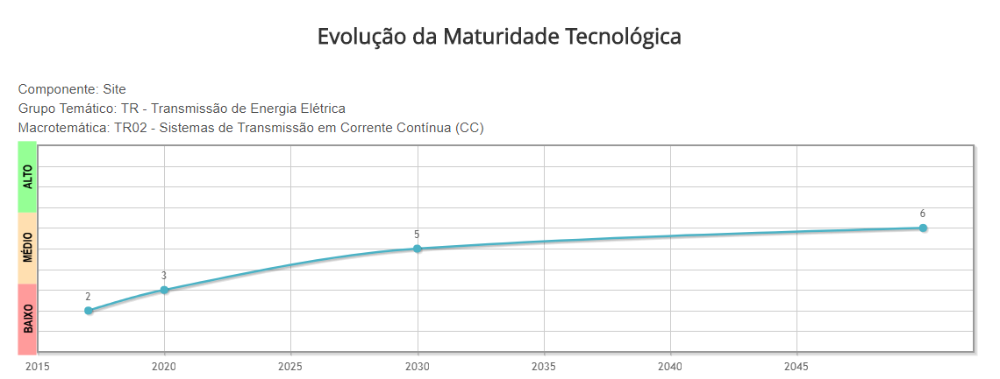 Evolução da Maturidade Tecnológica
Componente: Site
Grupo Temático: TR - Transmissão de Energia Elétrica
Macrotemática: TR02 - Sistemas de Transmissão em Corrente Contínua (CC)
ALTO
MÉDIO
BAIXO
2
3
5
6
2015 2020 2025 2030 2035 2040 2045